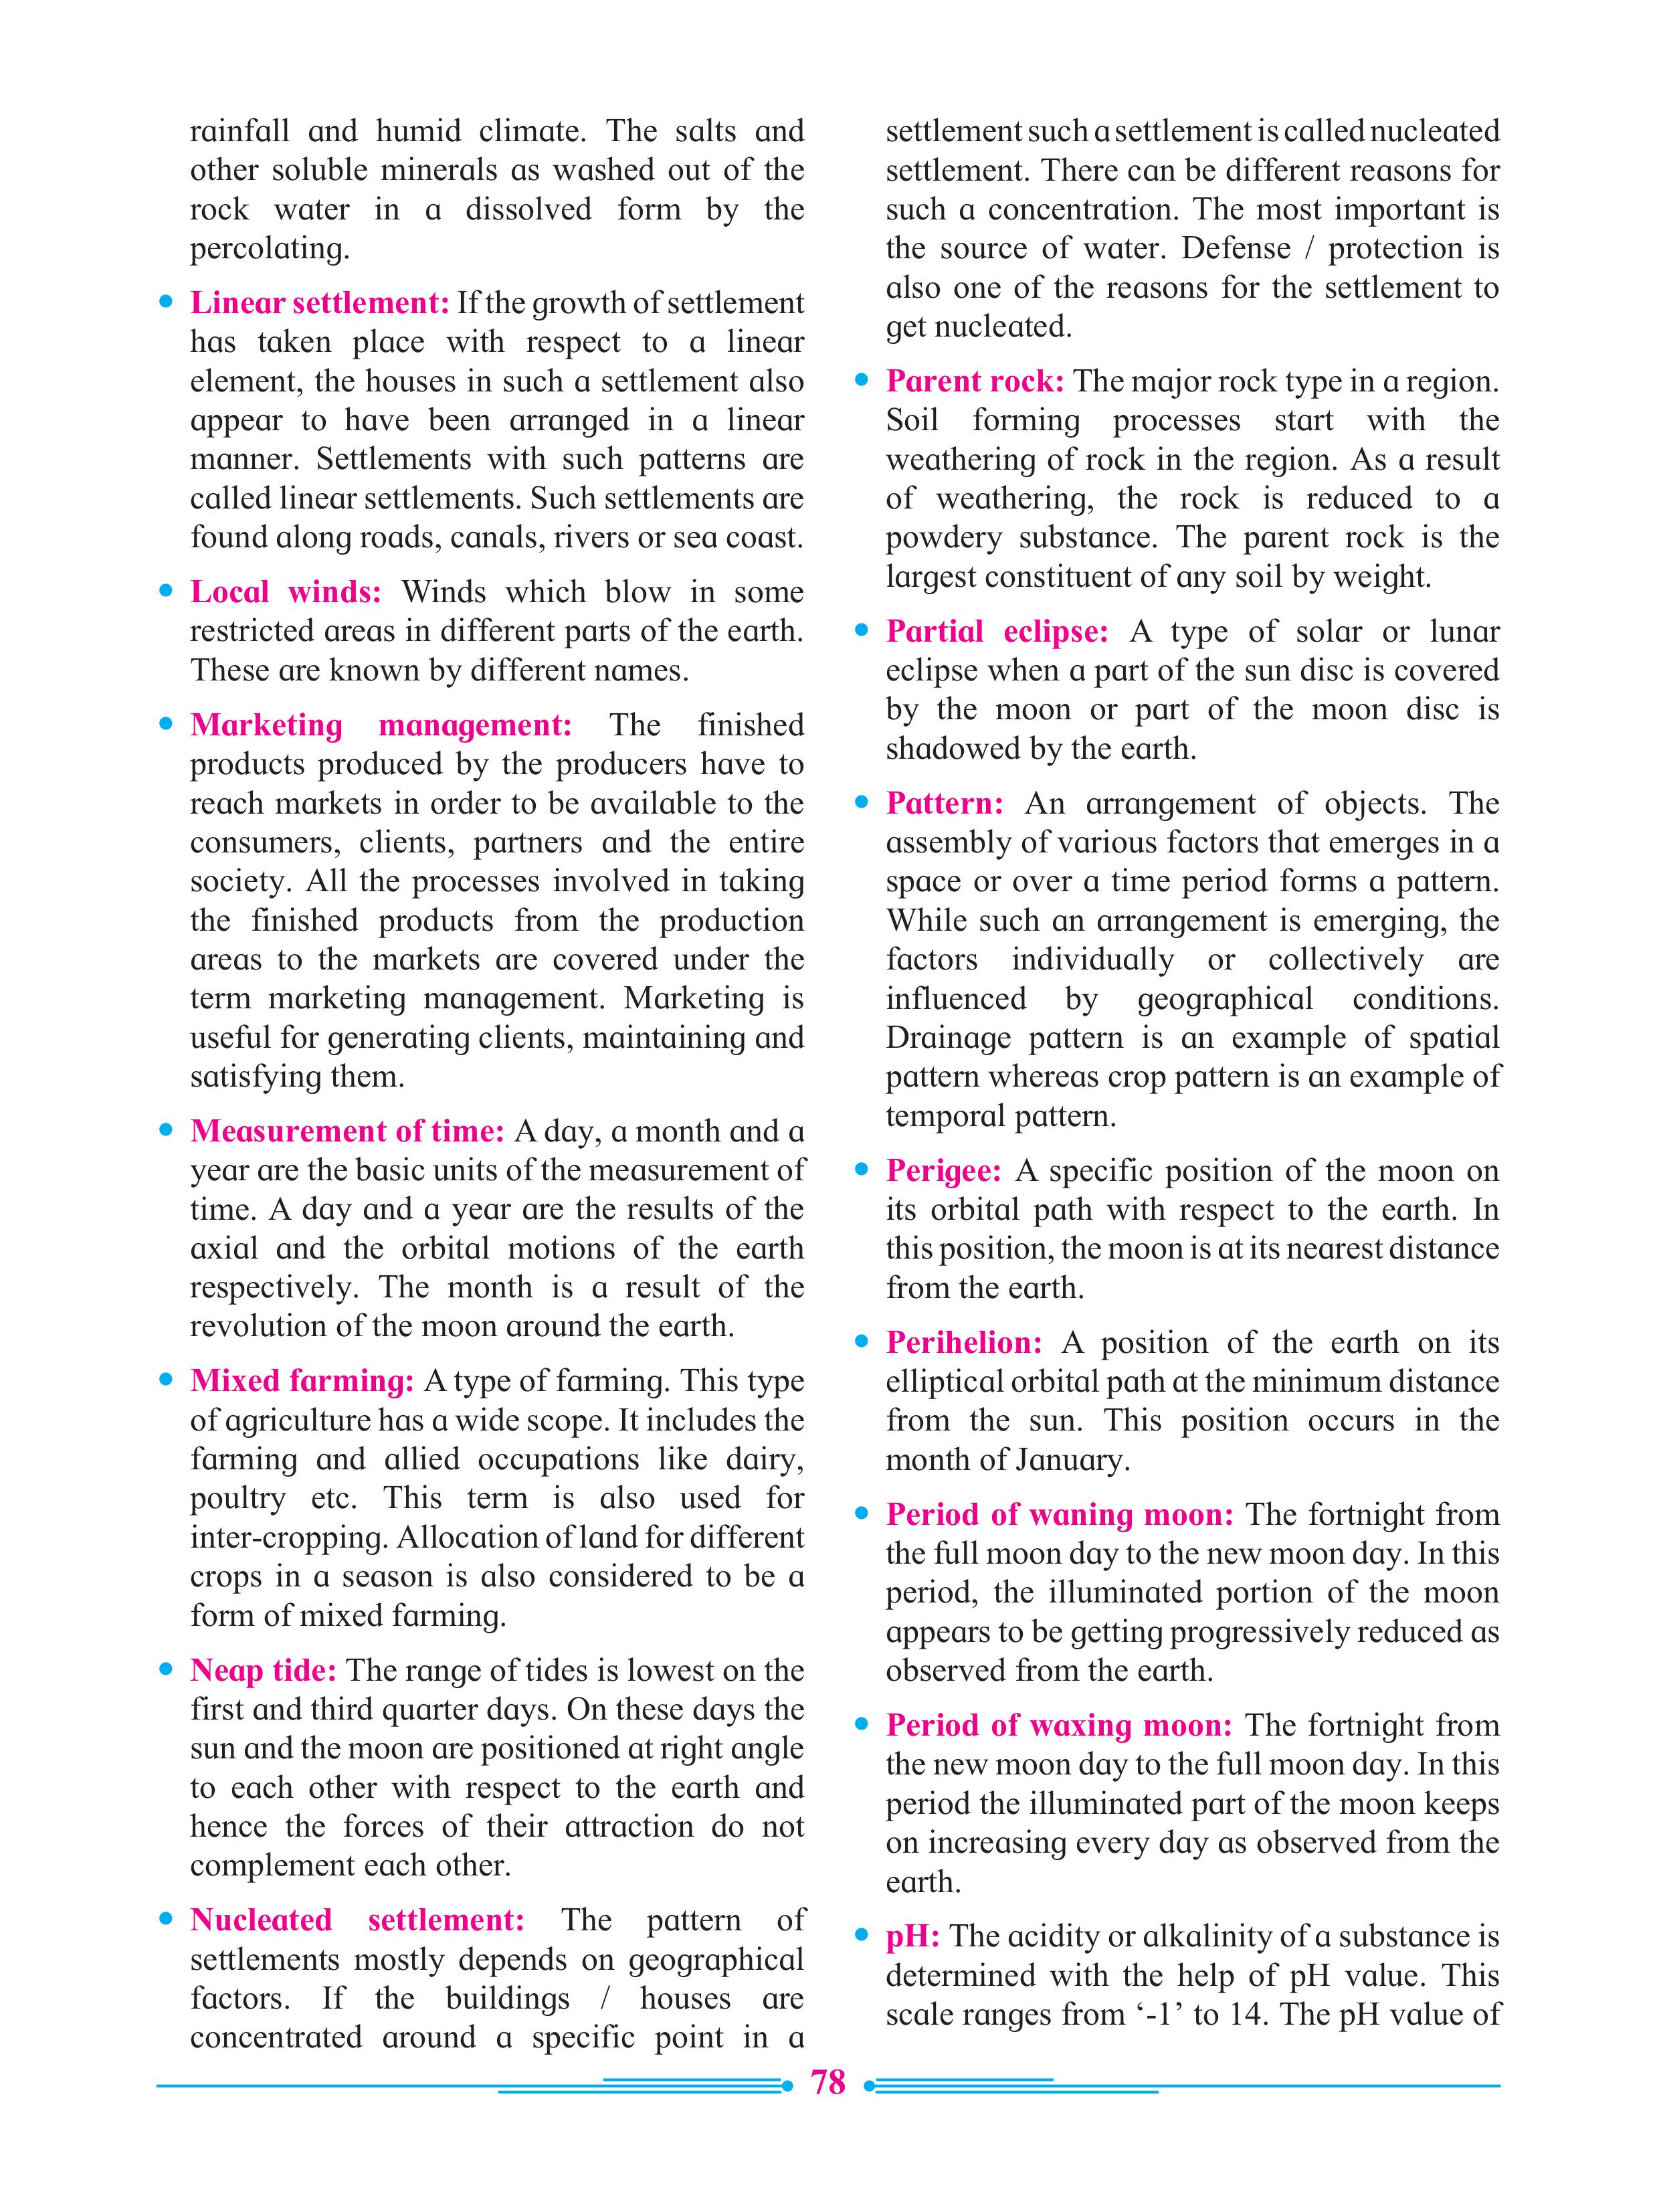 rainfall and humid climate. The salts and
other soluble minerals as washed out of the
rock water in a dissolved form by the
percolating.
• Linear settlement: If the growth of settlement
has taken place with respect to a linear
element, the houses in such a settlement also
appear to have been arranged in a linear
manner. Settlements with such patterns are
called linear settlements. Such settlements are
found along roads, canals, rivers or sea coast.
• Local winds: Winds which blow in some
restricted areas in different parts of the earth.
These are known by different names.
• Marketing management: The finished
products produced by the producers have to
reach markets in order to be available to the
consumers, clients, partners and the entire
society. All the processes involved in taking
the finished products from the production
areas to the markets are covered under the
term marketing management. Marketing is
useful for generating clients, maintaining and
satisfying them.
• Measurement of time: A day, a month and a
year are the basic units of the measurement of
time. A day and a year are the results of the
axial and the orbital motions of the earth
respectively. The month is a result of the
revolution of the moon around the earth.
• Mixed farming: A type of farming. This type
of agriculture has a wide scope. It includes the
farming and allied occupations like dairy,
poultry etc. This term is also used for
inter-cropping. Allocation of land for different
crops in a season is also considered to be a
form of mixed farming.
• Neap tide: The range of tides is lowest on the
first and third quarter days. On these days the
sun and the moon are positioned at right angle
to each other with respect to the earth and
hence the forces of their attraction do not
complement each other.
• Nucleated settlement: The pattern of
settlements mostly depends on geographical
factors. If the buildings / houses are
concentrated around a specific point in a
settlement such a settlement is called nucleated
settlement. There can be different reasons for
such a concentration. The most important is
the source of water. Defense / protection is
also one of the reasons for the settlement to
get nucleated.
• Parent rock: The major rock type in a region.
Soil forming processes start with the
weathering of rock in the region. As a result
of weathering, the rock is reduced to a
powdery substance. The parent rock is the
largest constituent of any soil by weight.
• Partial eclipse: A type of solar or lunar
eclipse when a part of the sun disc is covered
by the moon or part of the moon disc is
shadowed by the earth.
• Pattern: An arrangement of objects. The
assembly of various factors that emerges in a
space or over a time period forms a pattern.
While such an arrangement is emerging, the
factors individually or collectively are
influenced by geographical conditions.
Drainage pattern is an example of spatial
pattern whereas crop pattern is an example of
temporal pattern.
• Perigee: A specific position of the moon on
its orbital path with respect to the earth. In
this position, the moon is at its nearest distance
from the earth.
• Perihelion: A position of the earth on its
elliptical orbital path at the minimum distance
from the sun. This position occurs in the
month of January.
• Period of waning moon: The fortnight from
the full moon day to the new moon day. In this
period, the illuminated portion of the moon
appears to be getting progressively reduced as
observed from the earth.
• Period of waxing moon: The fortnight from
the new moon day to the full moon day. In this
period the illuminated part of the moon keeps
on increasing every day as observed from the
earth.
• pH: The acidity or alkalinity of a substance is
determined with the help of pH value. This
scale ranges from ‘-1’ to 14. The pH value of
78